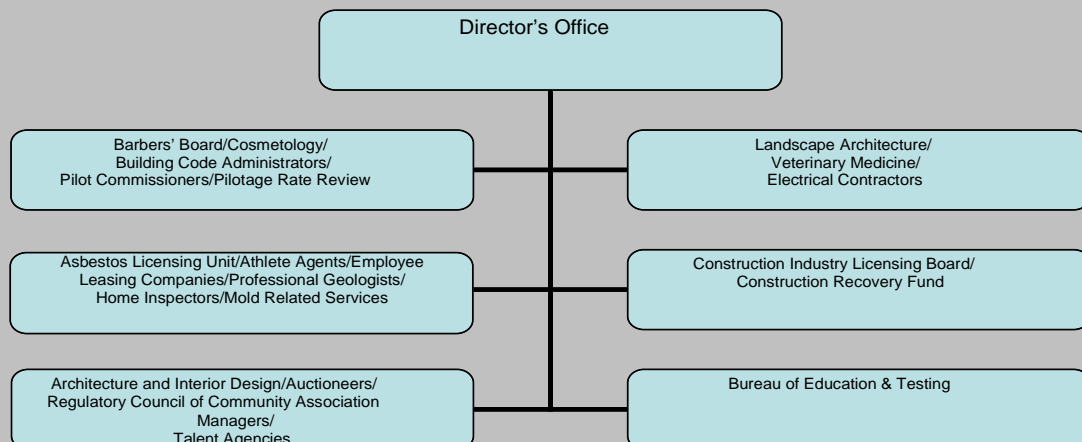 Director’s Office
Barbers’ Board/Cosmetology/
Building Code Administrators/
Pilot Commissioners/Pilotage Rate Review
Landscape Architecture/
Veterinary Medicine/
Electrical Contractors
Asbestos Licensing Unit/Athlete Agents/Employee
Leasing Companies/Professional Geologists/
Home Inspectors/Mold Related Services
Construction Industry Licensing Board/
Construction Recovery Fund
Architecture and Interior Design/Auctioneers/
Regulatory Council of Community Association
Managers/
Talent Agencies
Bureau of Education & Testing